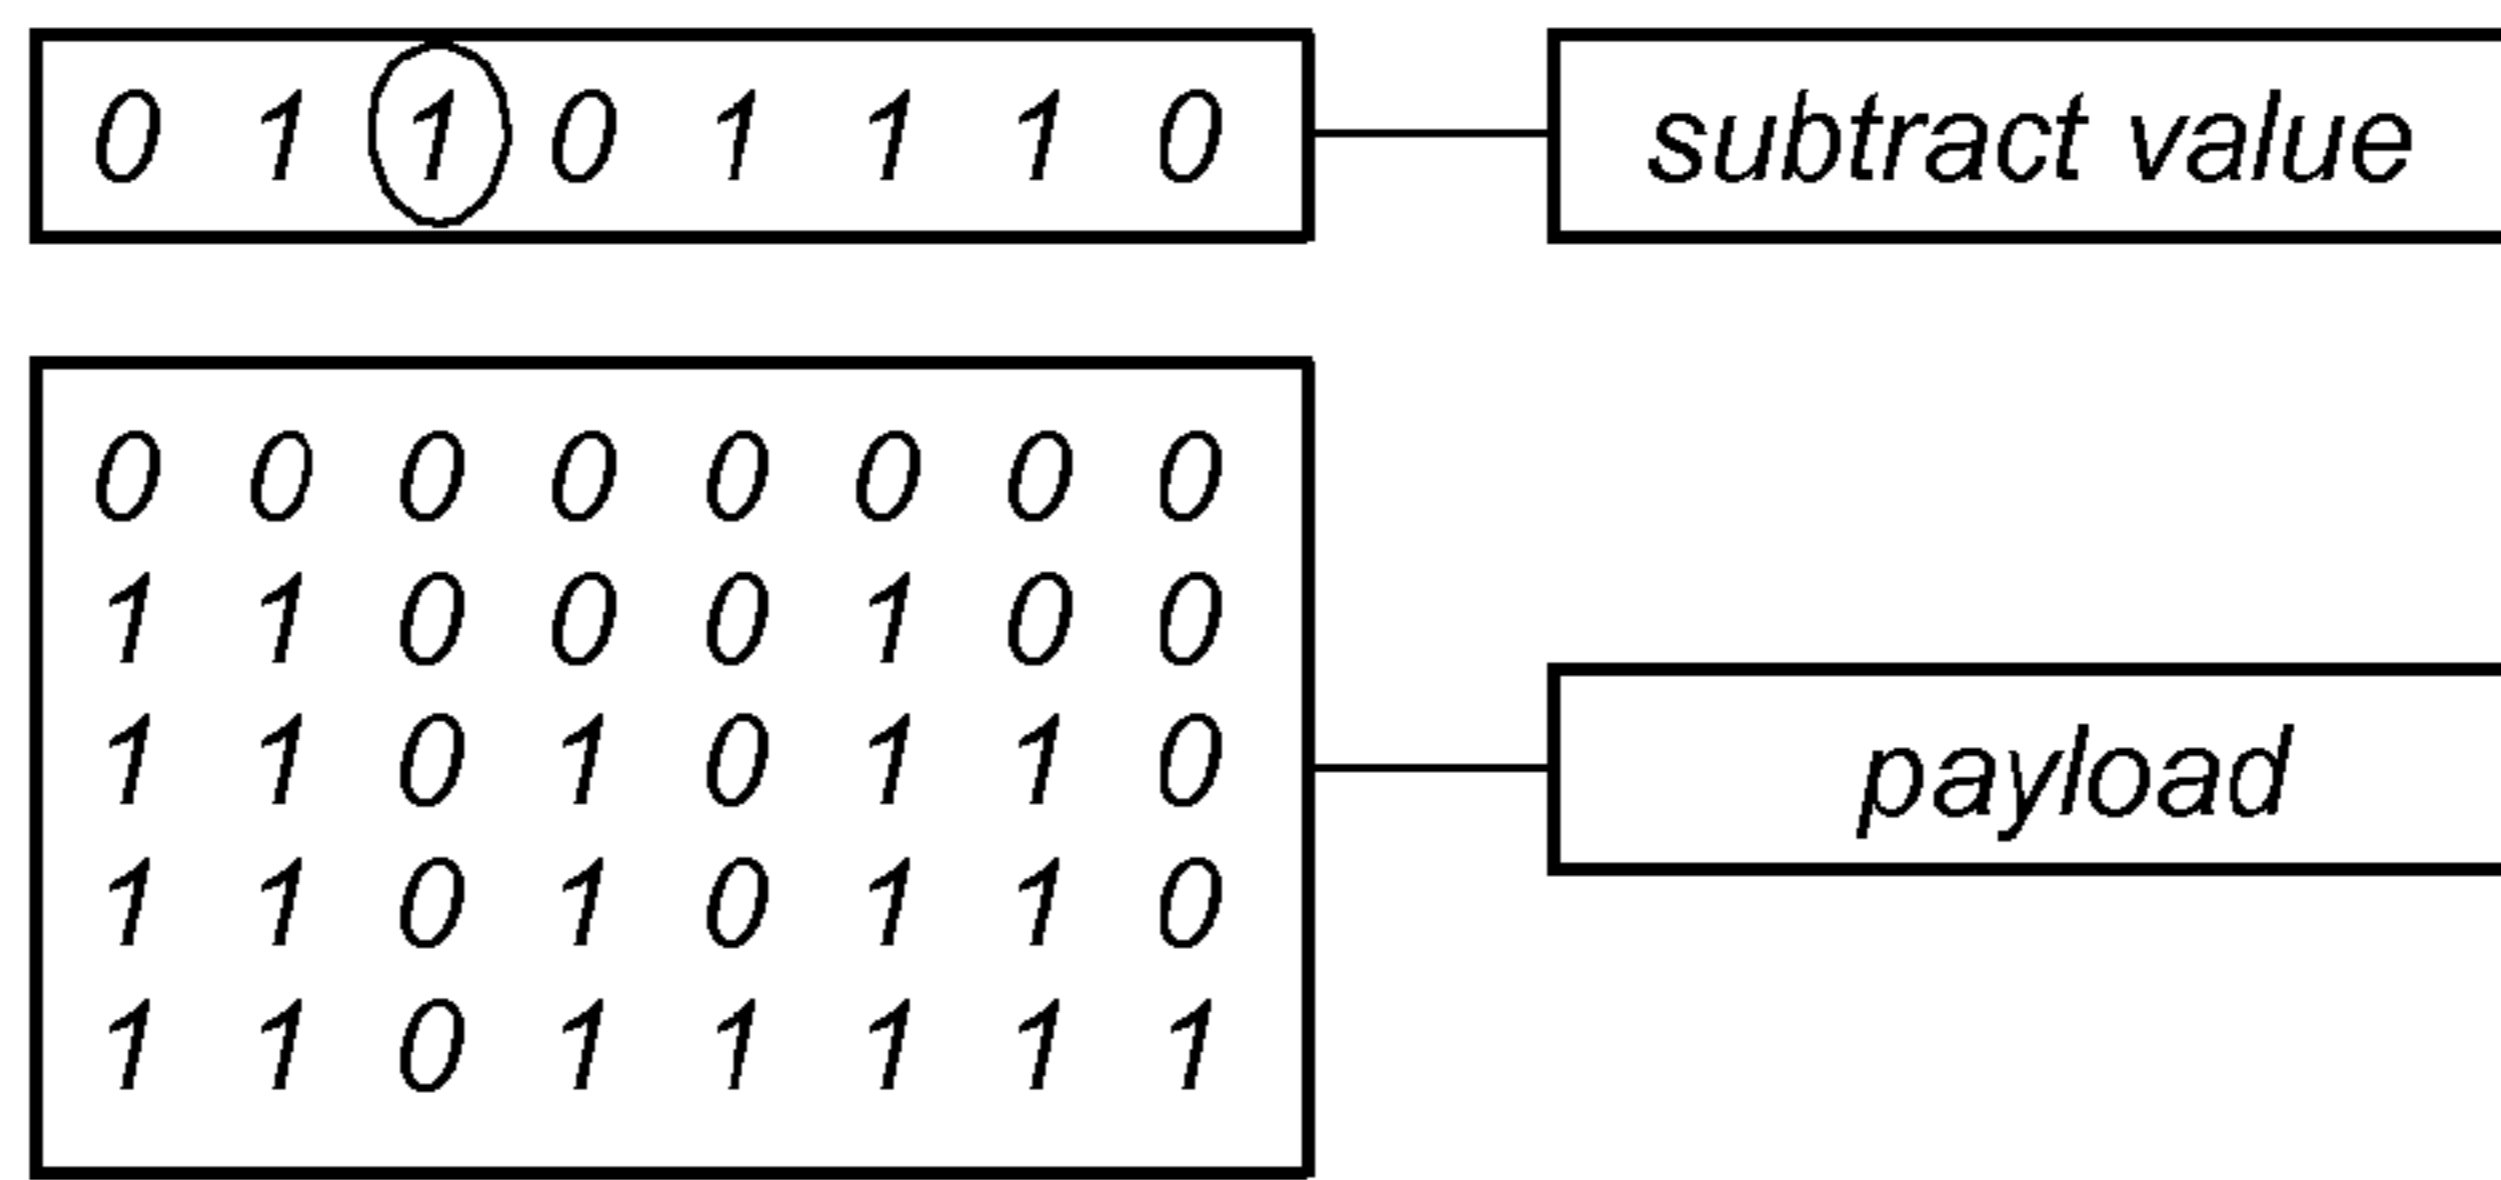 0 1 1 0 1 1 1 0
subtract value
0 0 0 0 0 0 0 0
1 1 0 0 0 1 0 0
1 1 0 1 0 1 1 0
payload
1 1 0 1 0 1 1 0
1 1 0 1 1 1 1 1